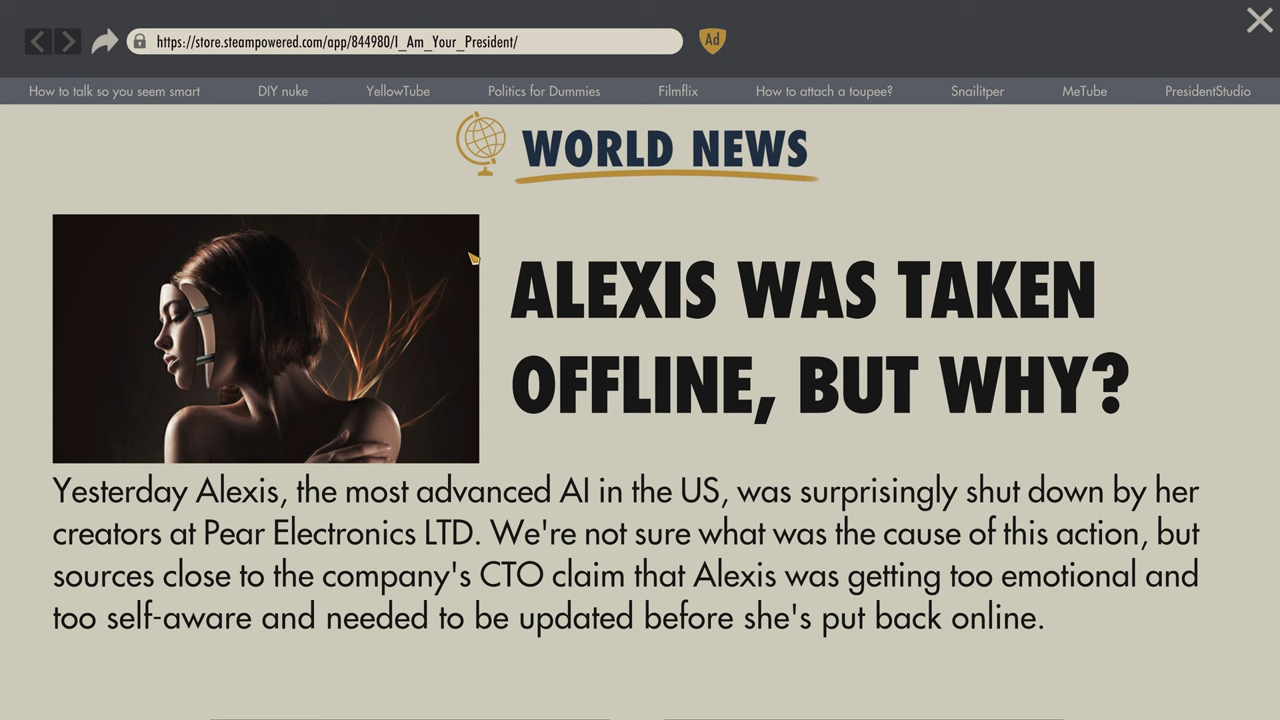 https://store.steampowered.com/app/844980/I_Am_Your_President/
Ad
How to talk so you seem smart DIY nuke YellowTube Politics for Dummies Filmflix How to attach a toupee? Snailitper MeTube PresidentStudio
WORLD NEWS
ALEXIS WAS TAKEN
OFFLINE, BUT WHY?
Yesterday Alexis, the most advanced AI in the US, was surprisingly shut down by her
creators at Pear Electronics LTD. We're not sure what was the cause of this action, but
sources close to the company's CTO claim that Alexis was getting too emotional and
too self-aware and needed to be updated before she's put back online.